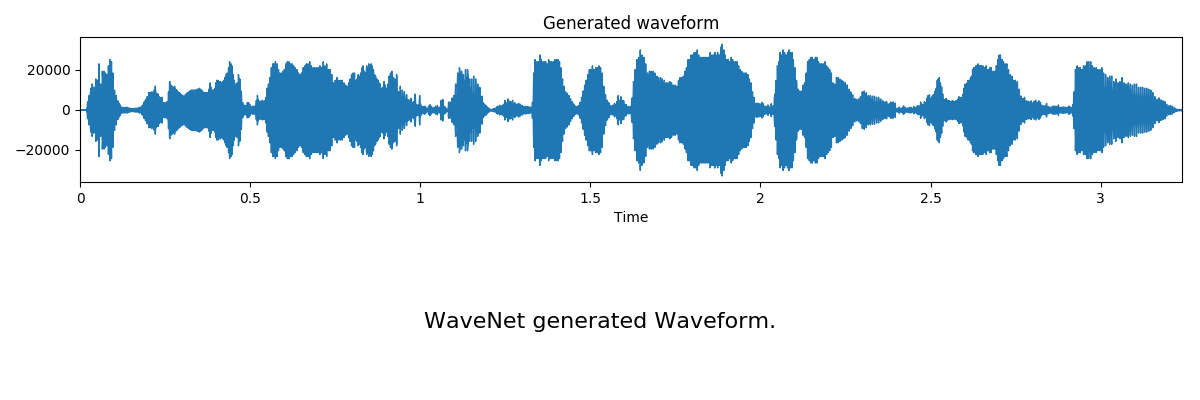 Generated waveform
20000
0
−20000
0 0.5 1 1.5 2 2.5 3
Time
WaveNet generated Waveform.